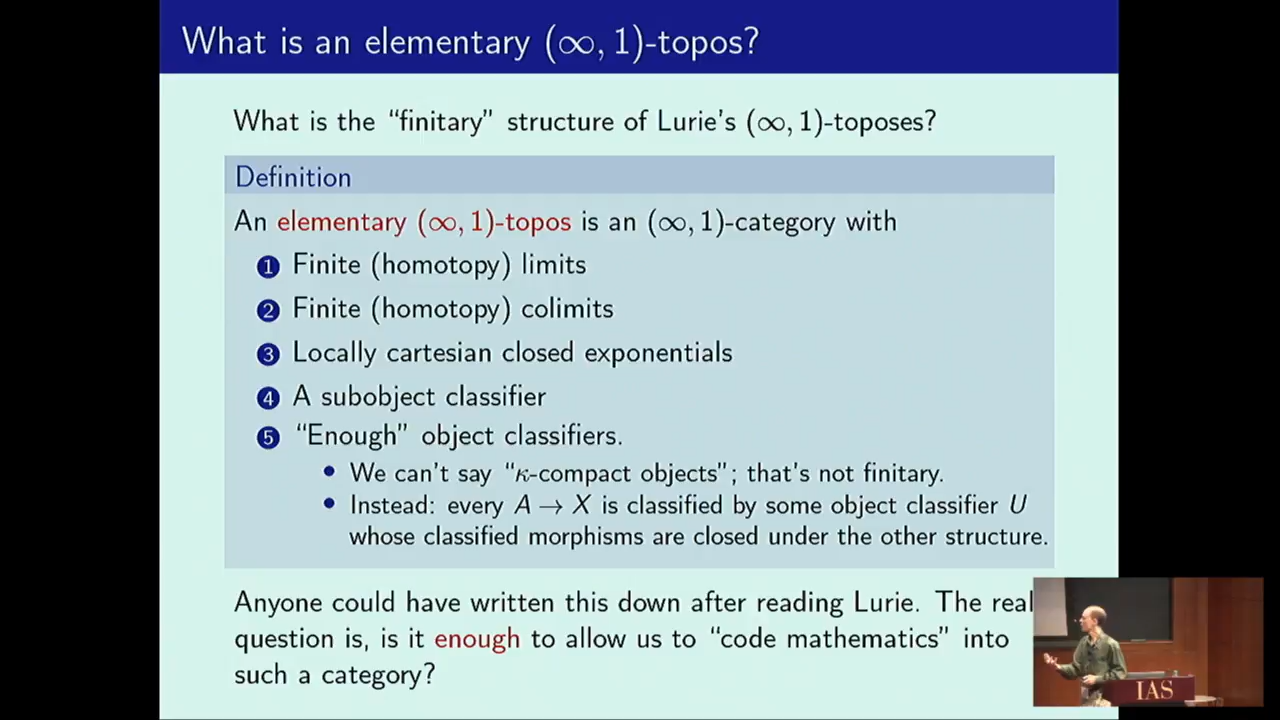 What is an elementary (∞, 1)-topos?
What is the “finitary” structure of Lurie's (∞, 1)-toposes?
Definition
An elementary (∞, 1)-topos is an (∞, 1)-category with
1 Finite (homotopy) limits
2 Finite (homotopy) colimits
3 Locally cartesian closed exponentials
4 A subobject classifier
5 “Enough” object classifiers.
• We can't say “κ-compact objects”; that's not finitary.
• Instead: every A → X is classified by some object classifier U
whose classified morphisms are closed under the other structure.
Anyone could have written this down after reading Lurie. The real
question is, is it enough to allow us to “code mathematics” into
such a category?
IAS